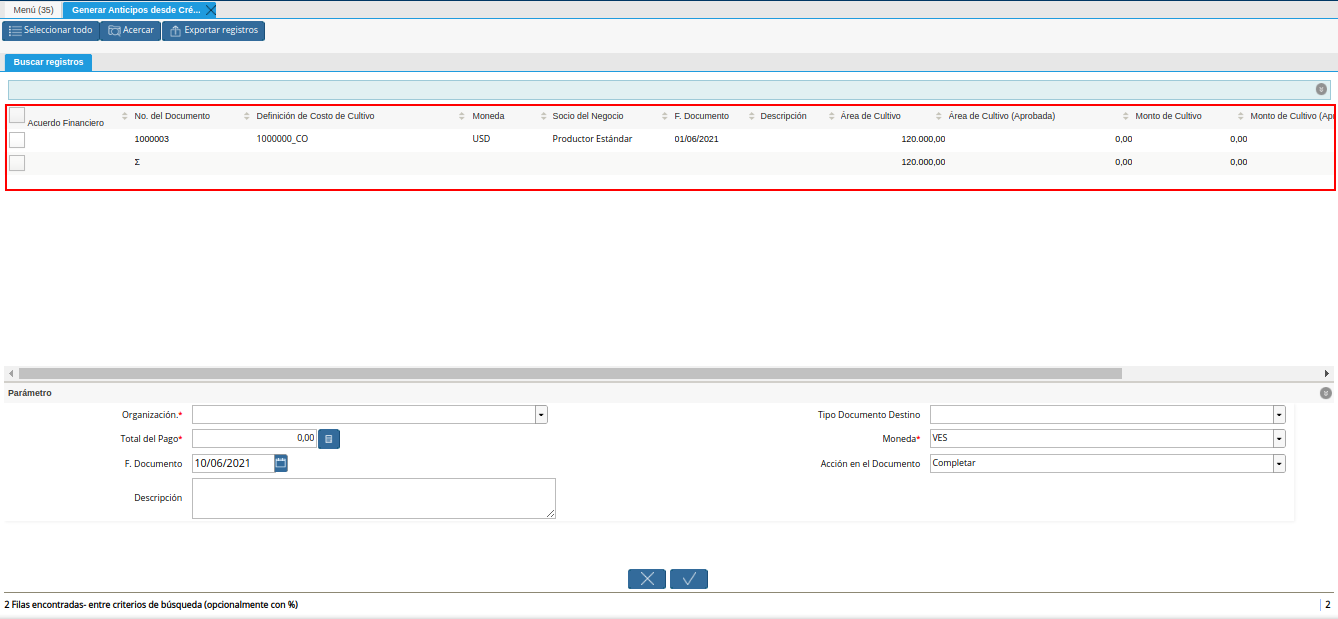 Menú (35) Generar Anticipos desde Cré...
Seleccionar todo Acercar Exportar registros
Buscar registros
Acuerdo Financiero No. del Documento Definición de Costo de Cultivo Moneda Socio del Negocio F. Documento Descripción Área de Cultivo Área de Cultivo (Aprobada) Monto de Cultivo Monto de Cultivo (Apr
1000003 1000000_CO USD Productor Estándar 01/06/2021 120.000,00 0,00 0,00
Σ 120.000,00 0,00 0,00
Parámetro
Organización.* Tipo Documento Destino
Total del Pago* 0,00 Moneda* VES
F. Documento 10/06/2021 Acción en el Documento Completar
Descripción
2 Filas encontradas- entre criterios de búsqueda (opcionalmente con %) 2